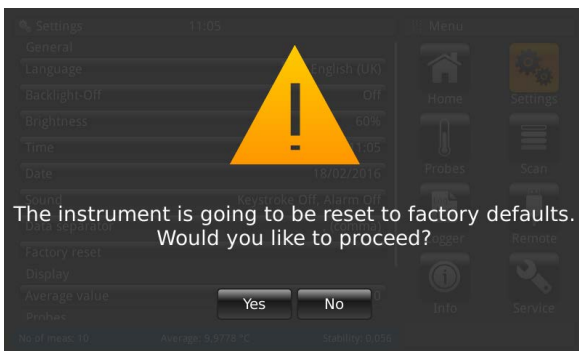 Settings 11:05 Menu
General
Language English (UK)
Backlight-Off Off
Home Settings
Brightness 60%
Time 11:05
Date 18/02/2016
Probes Scan
Sound Keystroke Off, Alarm Off
The instrument is going to be reset to factory defaults.
Data separator , (comma)
Would you like to proceed?
Logger Remote
Factory reset
Display
Average value 0
Yes No
Info Service
Probes
No of meas: 10 Average: 9,9778 °C Stability: 0,036